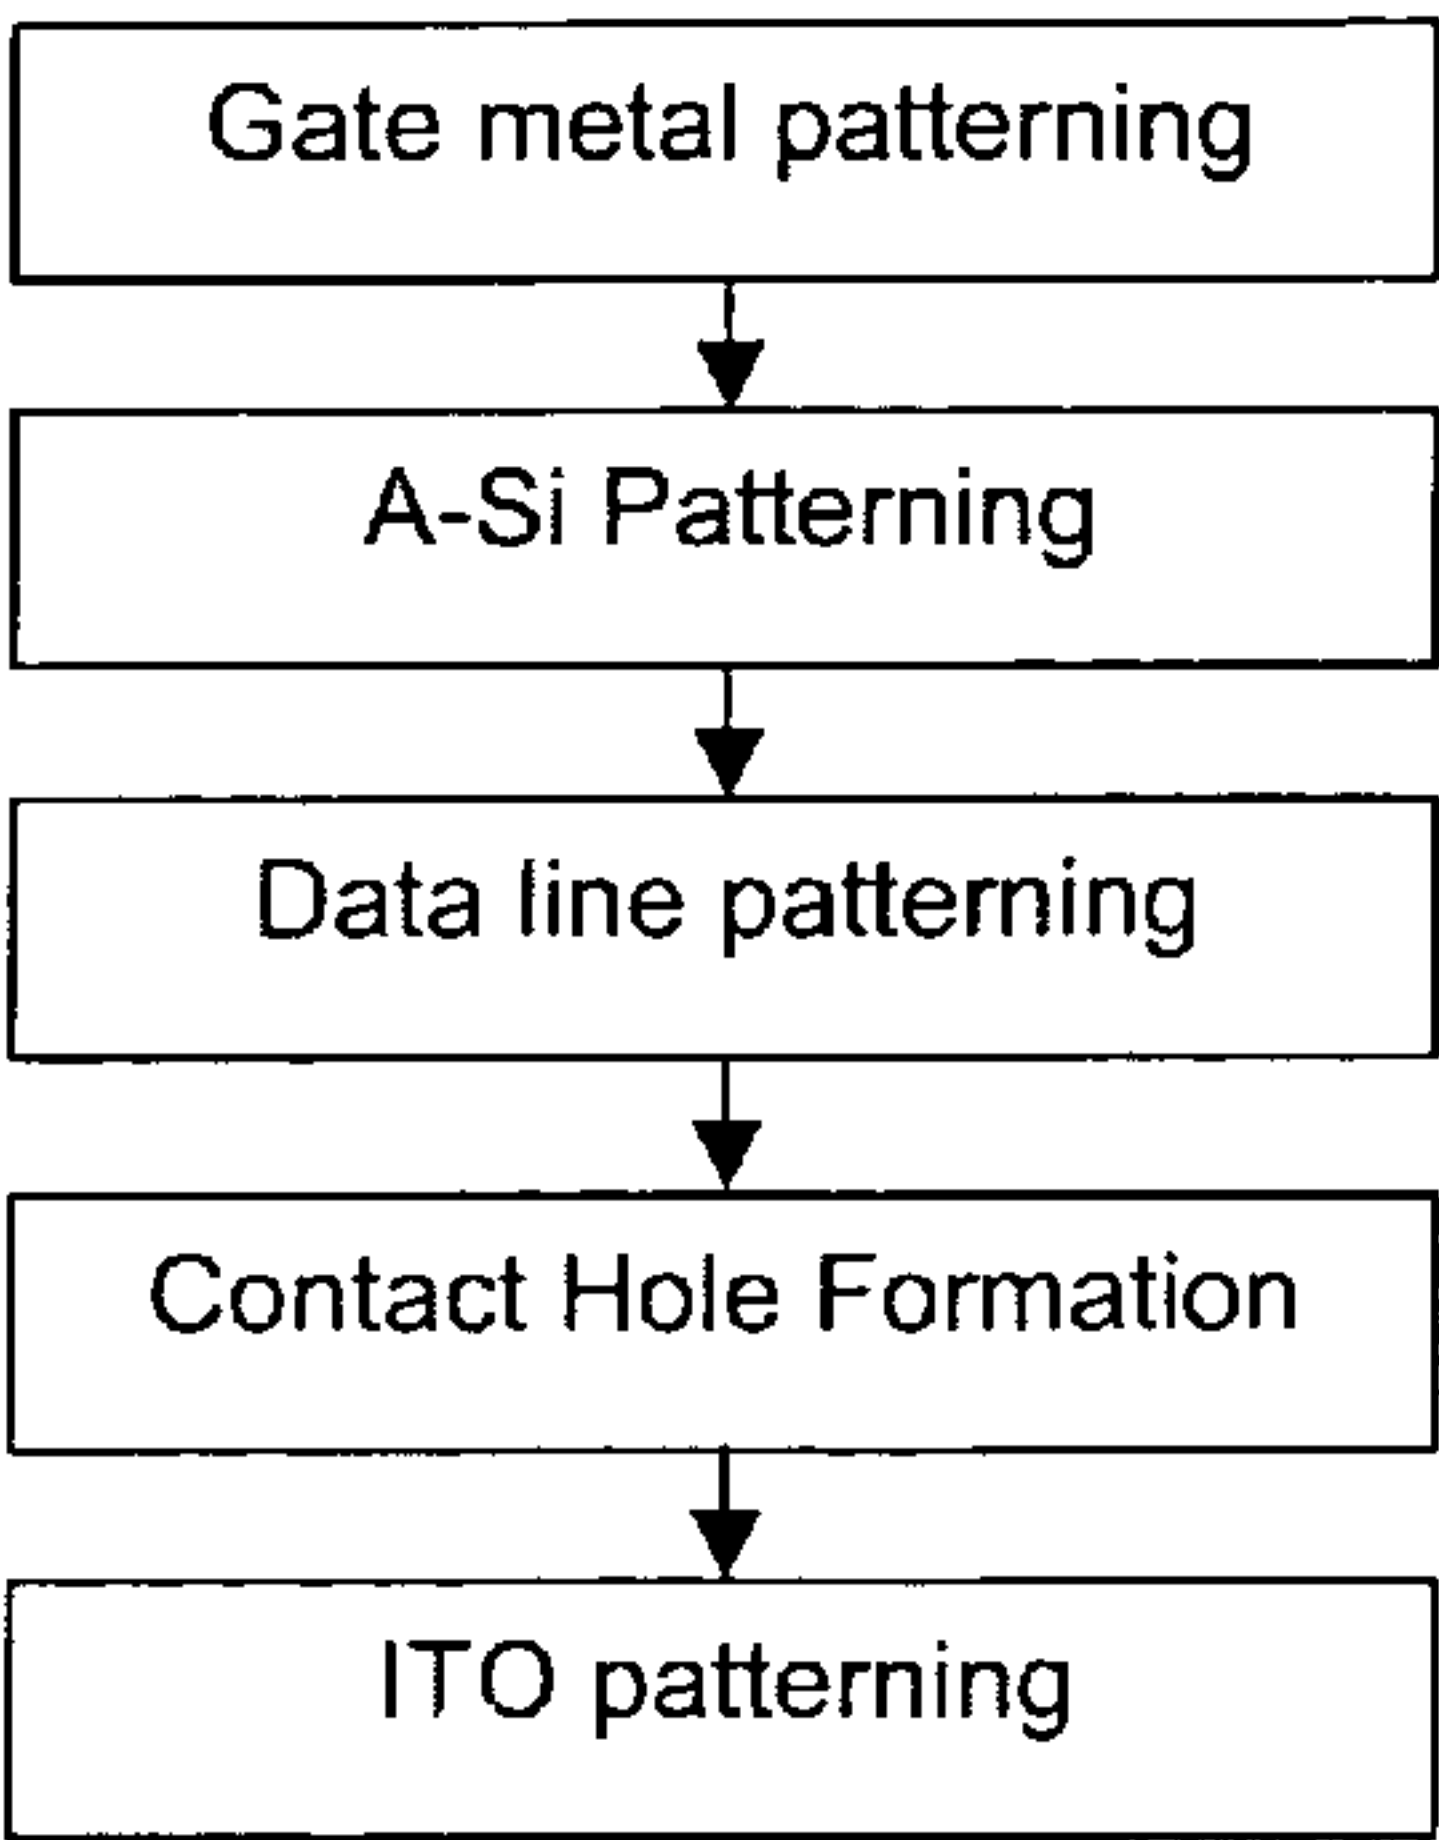 Gate metal patterning
A-Si Patterning
Data line patterning
Contact Hole Formation
ITO patterning